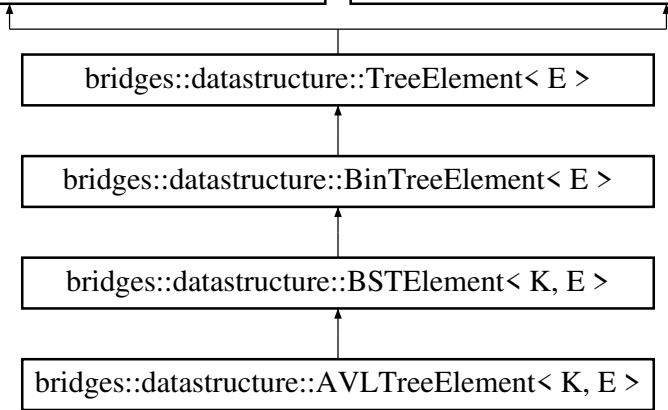 bridges::datastructure::TreeElement< E >
bridges::datastructure::BinTreeElement< E >
bridges::datastructure::BSTElement< K, E >
bridges::datastructure::AVLTreeElement< K, E >